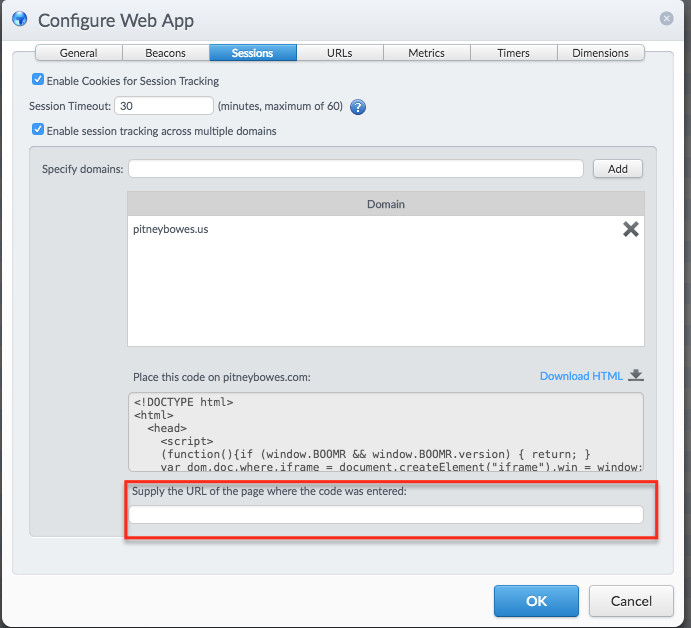 Configure Web App
General Beacons Sessions URLs Metrics Timers Dimensions
Enable Cookies for Session Tracking
Session Timeout: 30 (minutes, maximum of 60) ?
Enable session tracking across multiple domains
Specify domains: Add
Domain
pitneybowes.us
Place this code on pitneybowes.com: Download HTML
<!DOCTYPE html>
<html>
<head>
<script>
(function(){if (window.BOOMR && window.BOOMR.version) { return; }
var dom,doc,where,iframe = document.createElement("iframe"),win = window;
Supply the URL of the page where the code was entered:
OK Cancel